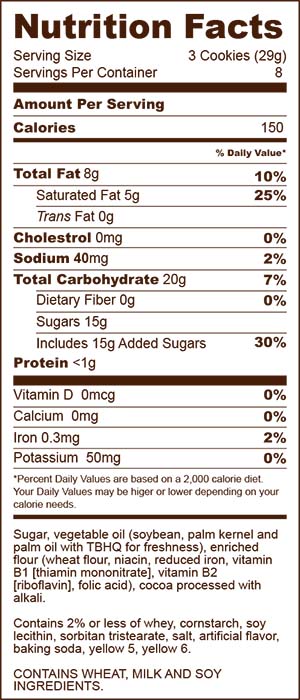 Nutrition Facts
Serving Size 3 Cookies (29g)
Servings Per Container 8
Amount Per Serving
Calories 150
% Daily Value*
Total Fat 8g 10%
Saturated Fat 5g 25%
Trans Fat 0g
Cholestrol 0mg 0%
Sodium 40mg 2%
Total Carbohydrate 20g 7%
Dietary Fiber 0g 0%
Sugars 15g
Includes 15g Added Sugars 30%
Protein <1g
Vitamin D 0mcg 0%
Calcium 0mg 0%
Iron 0.3mg 2%
Potassium 50mg 0%
*Percent Daily Values are based on a 2,000 calorie diet.
Your Daily Values may be higer or lower depending on your
calorie needs.
Sugar, vegetable oil (soybean, palm kernel and
palm oil with TBHQ for freshness), enriched
flour (wheat flour, niacin, reduced iron, vitamin
B1 [thiamin mononitrate], vitamin B2
[riboflavin], folic acid), cocoa processed with
alkali.
Contains 2% or less of whey, cornstarch, soy
lecithin, sorbitan tristearate, salt, artificial flavor,
baking soda, yellow 5, yellow 6.
CONTAINS WHEAT, MILK AND SOY
INGREDIENTS.